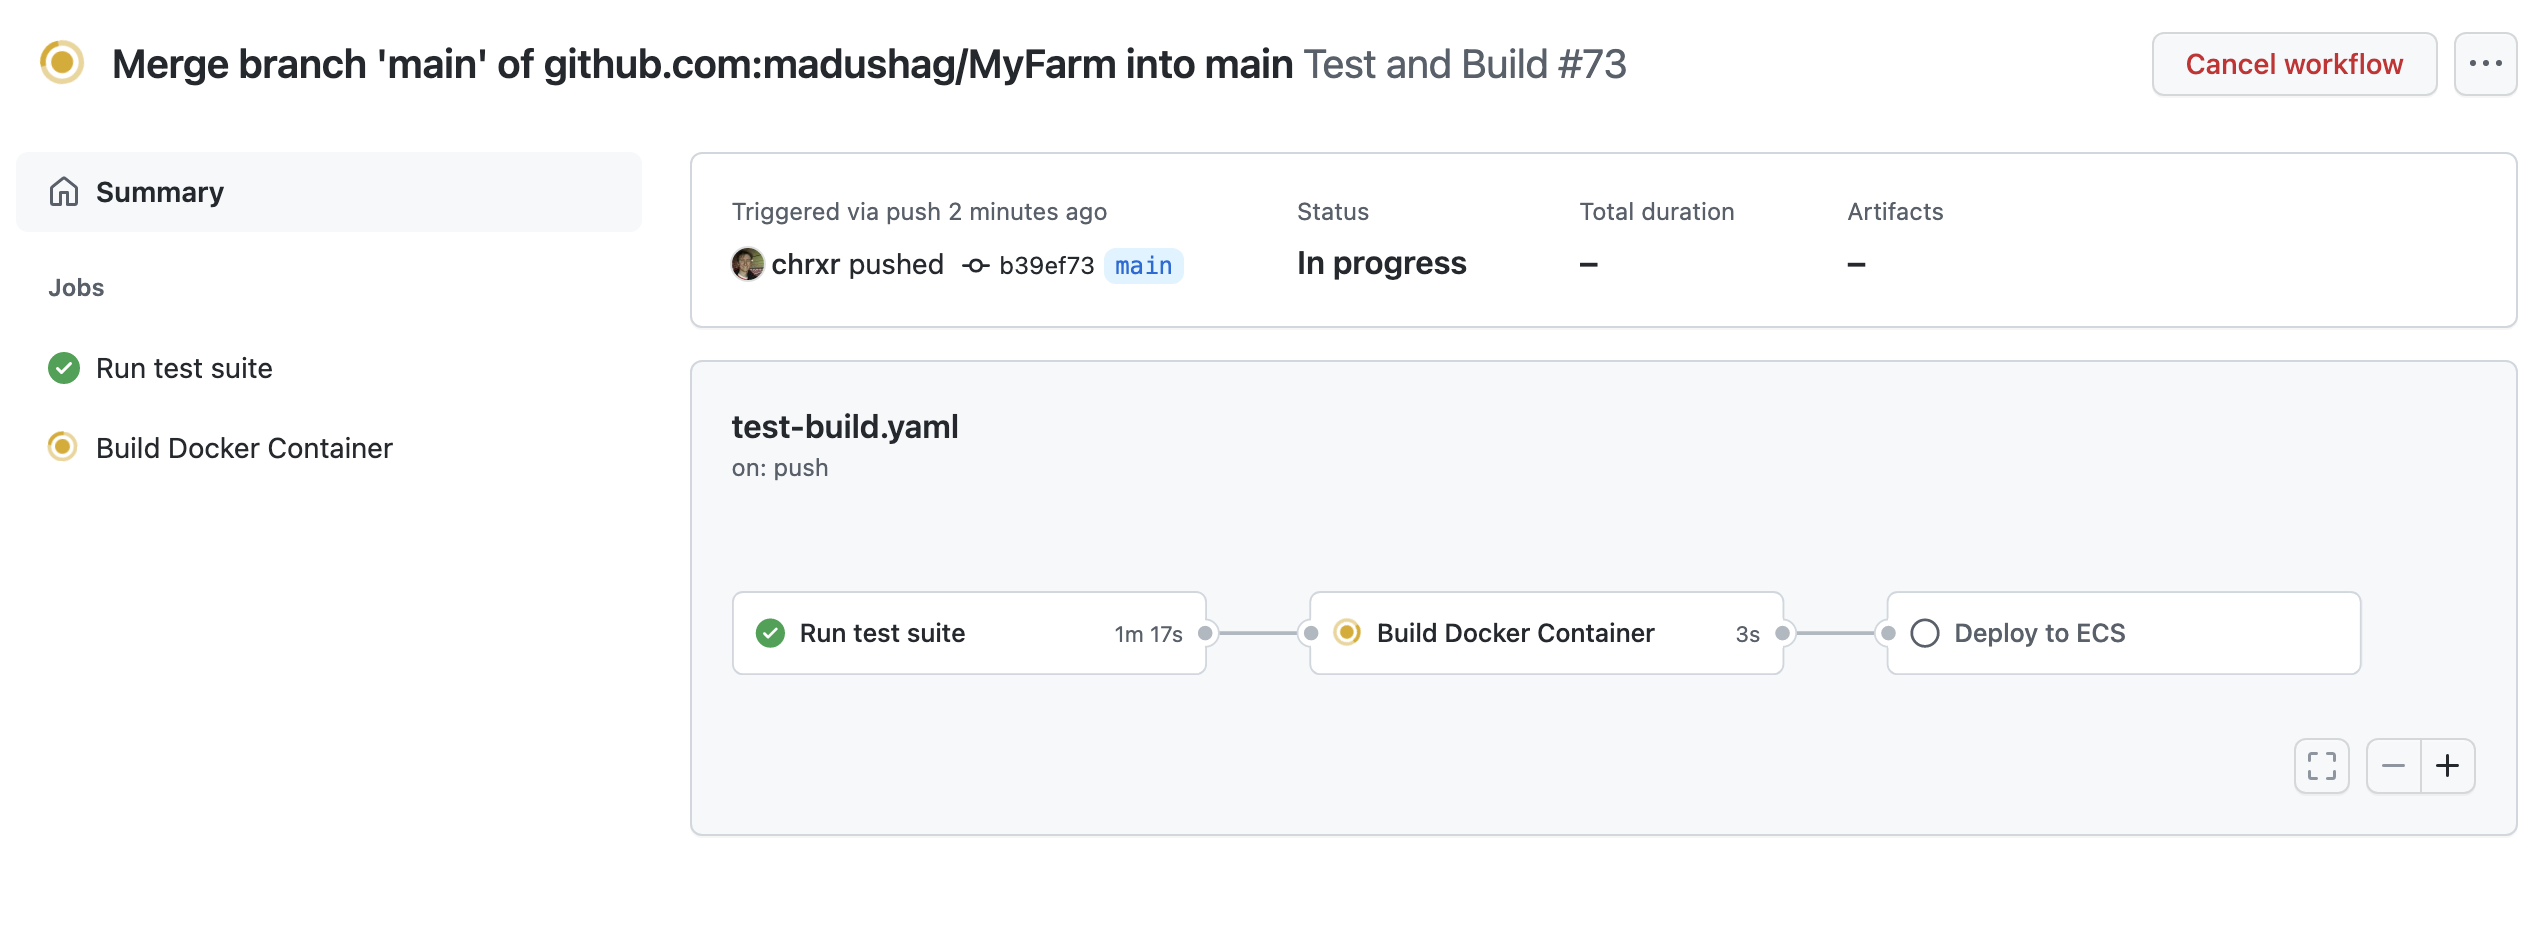 Merge branch 'main' of github.com:madushag/MyFarm into main Test and Build #73
Cancel workflow
Summary
Jobs
Run test suite
Build Docker Container
Triggered via push 2 minutes ago
chrxr pushed b39ef73 main
Status
In progress
Total duration
–
Artifacts
–
test-build.yaml
on: push
Run test suite 1m 17s
Build Docker Container 3s
Deploy to ECS